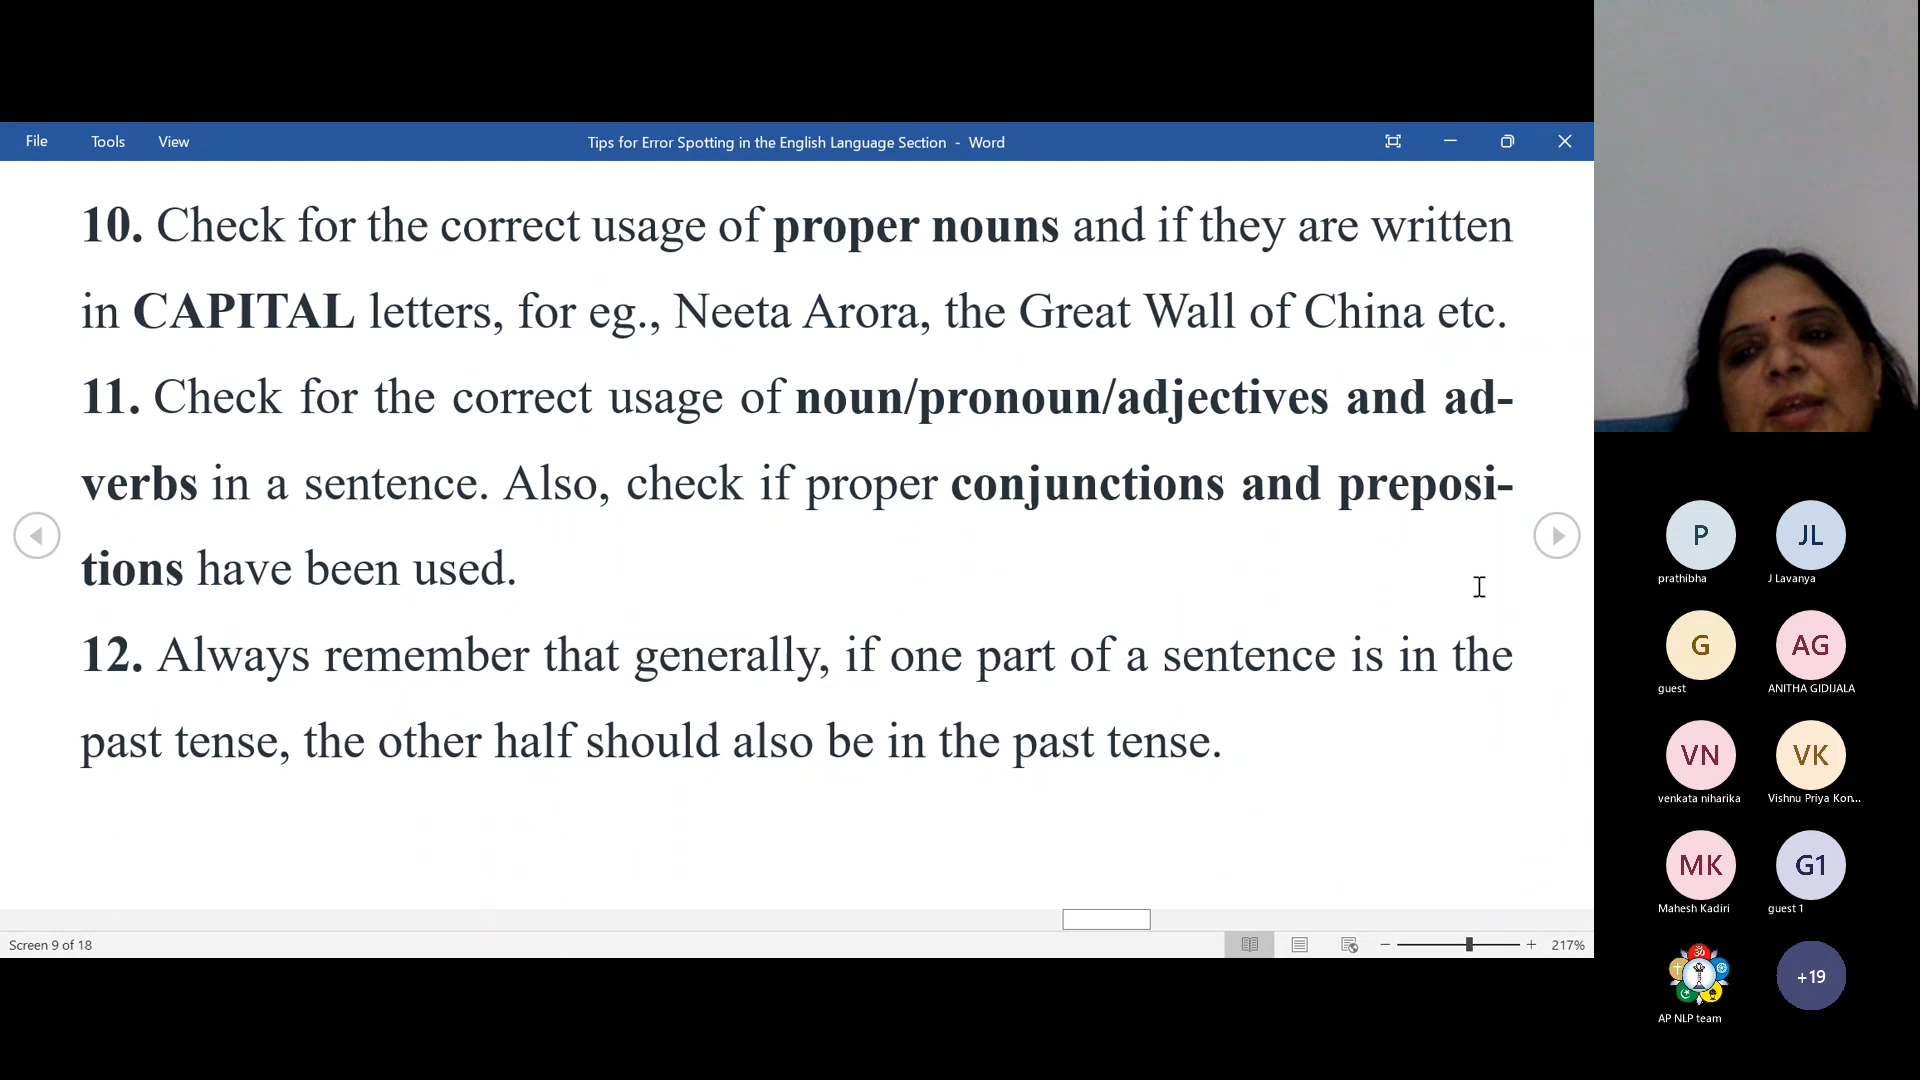 File Tools View Tips for Error Spotting in the English Language Section - Word
10. Check for the correct usage of proper nouns and if they are written
in CAPITAL letters, for eg., Neeta Arora, the Great Wall of China etc.
11. Check for the correct usage of noun/pronoun/adjectives and ad-
verbs in a sentence. Also, check if proper conjunctions and preposi-
tions have been used.
12. Always remember that generally, if one part of a sentence is in the
past tense, the other half should also be in the past tense.
Screen 9 of 18
217%
P JL
prathibha J Lavanya
G AG
guest ANITHA GIDIJALA
VN VK
venkata niharika Vishnu Priya Kon...
MK G1
Mahesh Kadiri guest 1
+19
AP NLP team